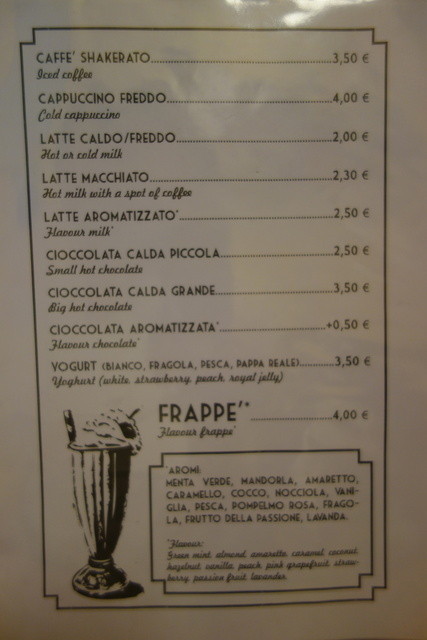 CAFFE' SHAKERATO 3,50 €
Iced coffee
CAPPUCCINO FREDDO 4,00 €
Cold cappuccino
LATTE CALDO/FREDDO 2,00 €
Hot or cold milk
LATTE MACCHIATO 2,30 €
Hot milk with a spot of coffee
LATTE AROMATIZZATO* 2,50 €
Flavour milk*
CIOCCOLATA CALDA PICCOLA 2,50 €
Small hot chocolate
CIOCCOLATA CALDA GRANDE 3,50 €
Big hot chocolate
CIOCCOLATA AROMATIZZATA* +0,50 €
Flavour chocolate*
YOGURT (BIANCO, FRAGOLA, PESCA, PAPPA REALE) 3,50 €
Yoghurt (white, strawberry, peach, royal jelly)
FRAPPE'* 4,00 €
Flavour frappe*
*AROMI:
MENTA VERDE, MANDORLA, AMARETTO,
CARAMELLO, COCCO, NOCCIOLA, VANI-
GLIA, PESCA, POMPELMO ROSA, FRAGO-
LA, FRUTTO DELLA PASSIONE, LAVANDA.
*Flavour:
Green mint, almond, amaretto, caramel, coconut,
hazelnut, vanilla, peach, pink grapefruit, straw-
berry, passion fruit, lavander.